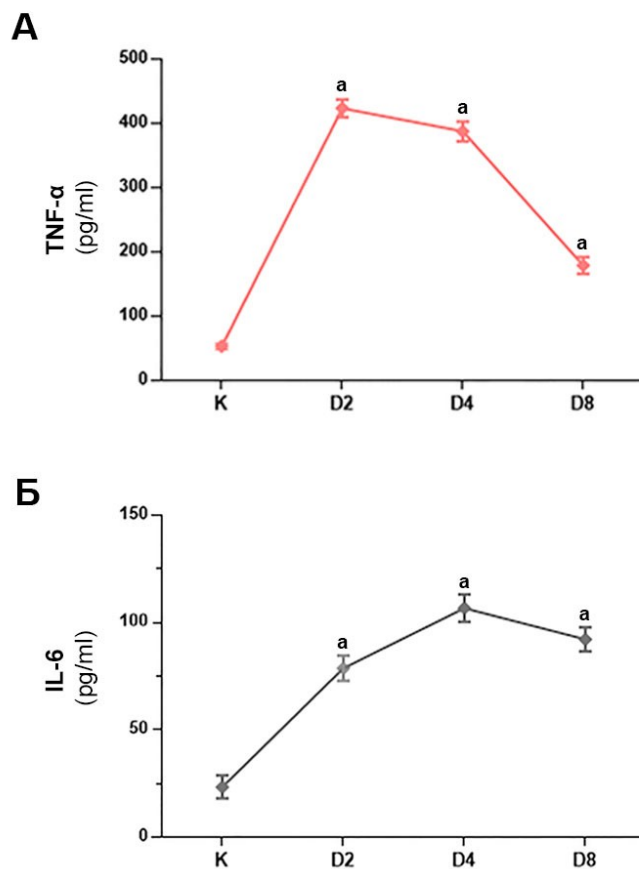 А
500
400
300
200
100
0
TNF-α
(pg/ml)
a
a
a
K
D2
D4
D8
Б
150
100
50
0
IL-6
(pg/ml)
a
a
a
K
D2
D4
D8